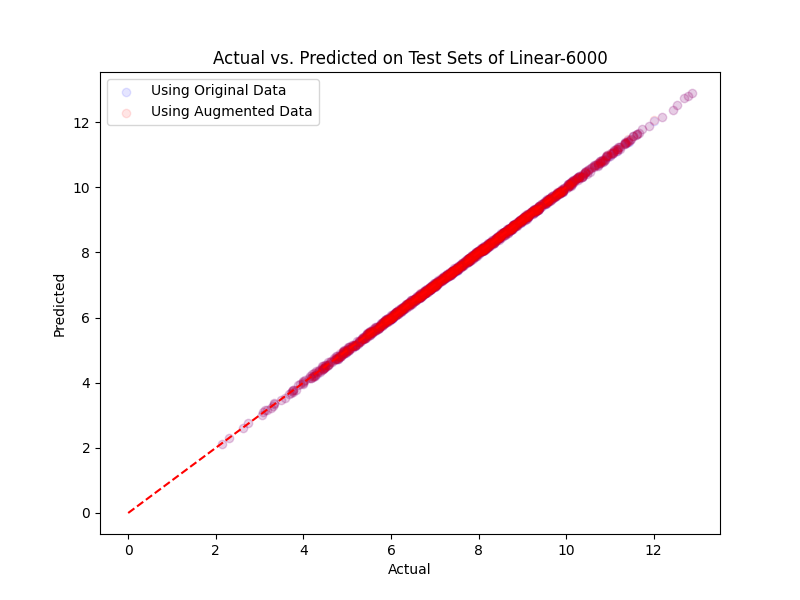 Actual vs. Predicted on Test Sets of Linear-6000
Using Original Data
Using Augmented Data
Predicted
12
10
8
6
4
2
0
0 2 4 6 8 10 12
Actual